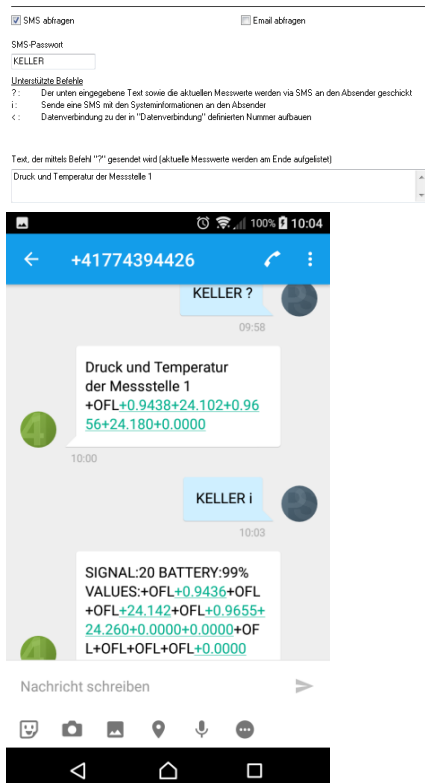 SMS abfragen Email abfragen
SMS-Passwort
KELLER
Unterstützte Befehle
? : Der unten eingegebene Text sowie die aktuellen Messwerte werden via SMS an den Absender geschickt
i : Sende eine SMS mit den Systeminformationen an den Absender
< : Datenverbindung zu der in "Datenverbindung" definierten Nummer aufbauen
Text, der mittels Befehl "?" gesendet wird (aktuelle Messwerte werden am Ende aufgelistet)
Druck und Temperatur der Messstelle 1
100% 10:04
+41774394426
KELLER ?
09:58
Druck und Temperatur
der Messstelle 1
+OFL+0.9438+24.102+0.96
56+24.180+0.0000
10:00
KELLER i
10:03
SIGNAL:20 BATTERY:99%
VALUES:+OFL+0.9436+OFL
+OFL+24.142+OFL+0.9655+
24.260+0.0000+0.0000+OF
L+OFL+OFL+OFL+0.0000
Nachricht schreiben